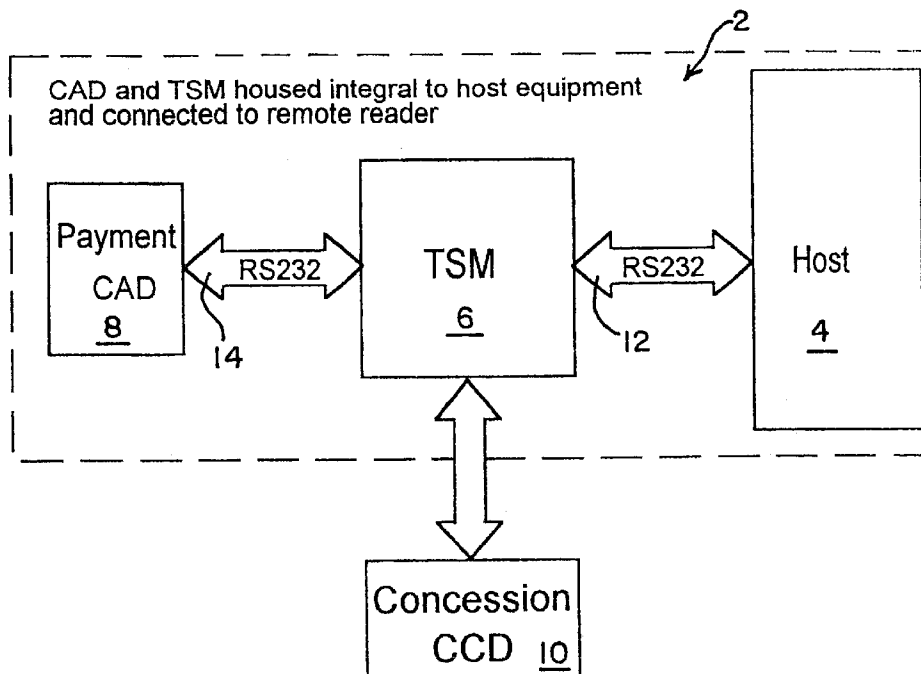 2
CAD and TSM housed integral to host equipment
and connected to remote reader
Payment
CAD
8
RS232
14
TSM
6
RS232
12
Host
4
Concession
CCD 10